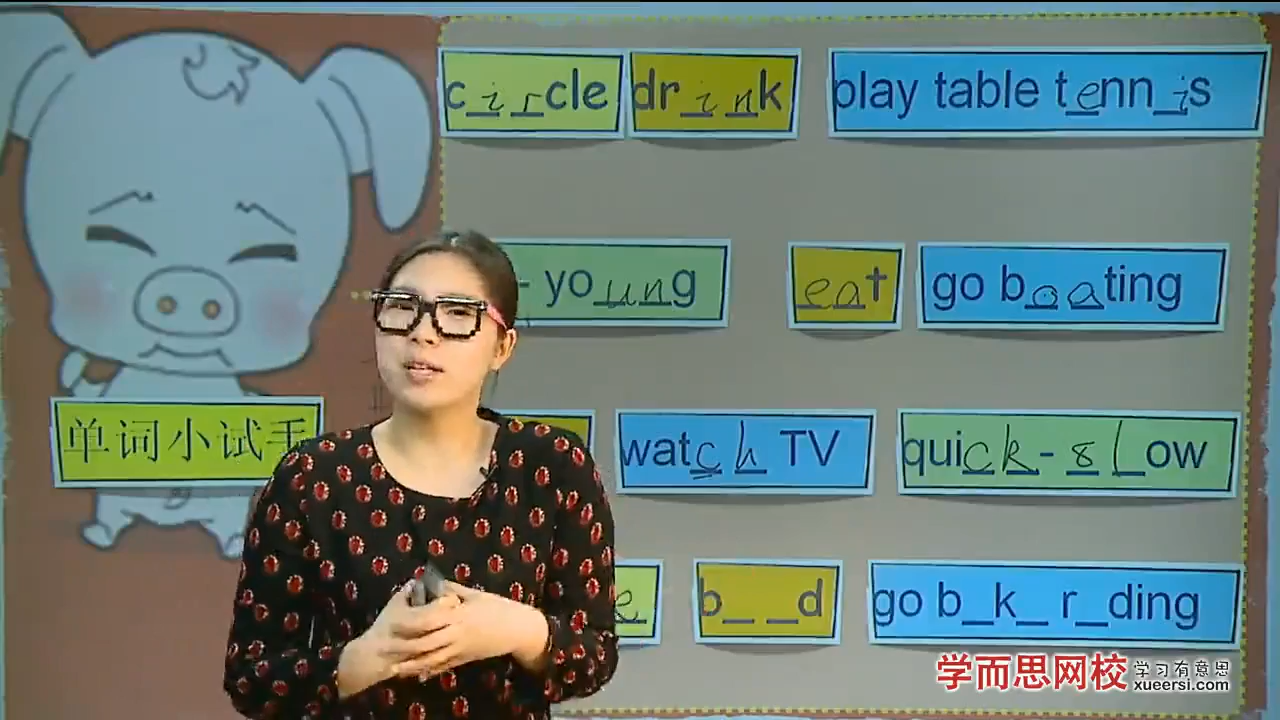 circle
drink
play table tennis
- young
eat
go boating
单词小试手
watch TV
quick- slow
e
b_ _d
go b_k_ r_ding
学而思网校 学习有意思
xueersi.com